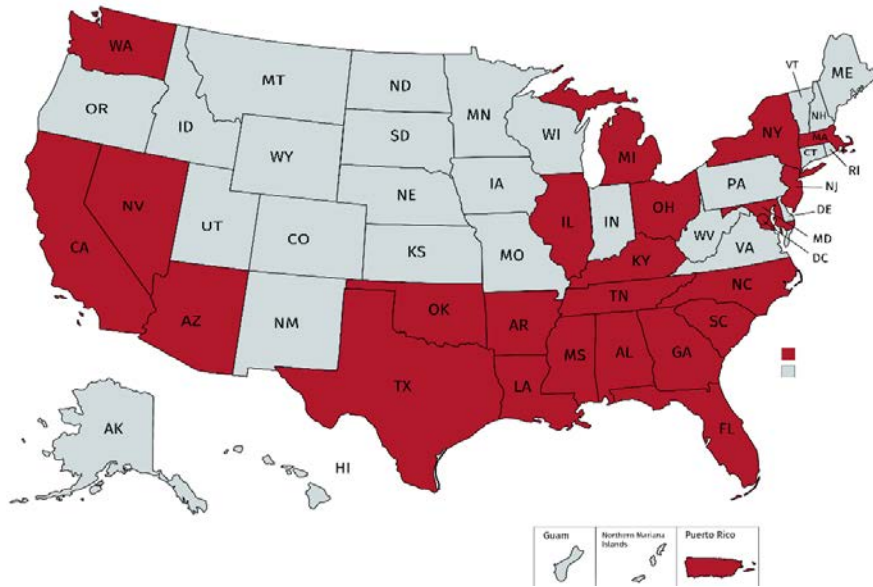 WA
MT
ND
MN
VT
ME
OR
ID
SD
WI
NH
NY
MA
WY
MI
CT
RI
IA
PA
NJ
NV
NE
IL
IN
OH
DE
UT
CO
WV
MD
CA
KS
MO
VA
DC
KY
NC
TN
AZ
NM
OK
AR
SC
MS
AL
GA
TX
LA
FL
AK
HI
Guam
Northern Mariana
Islands
Puerto Rico